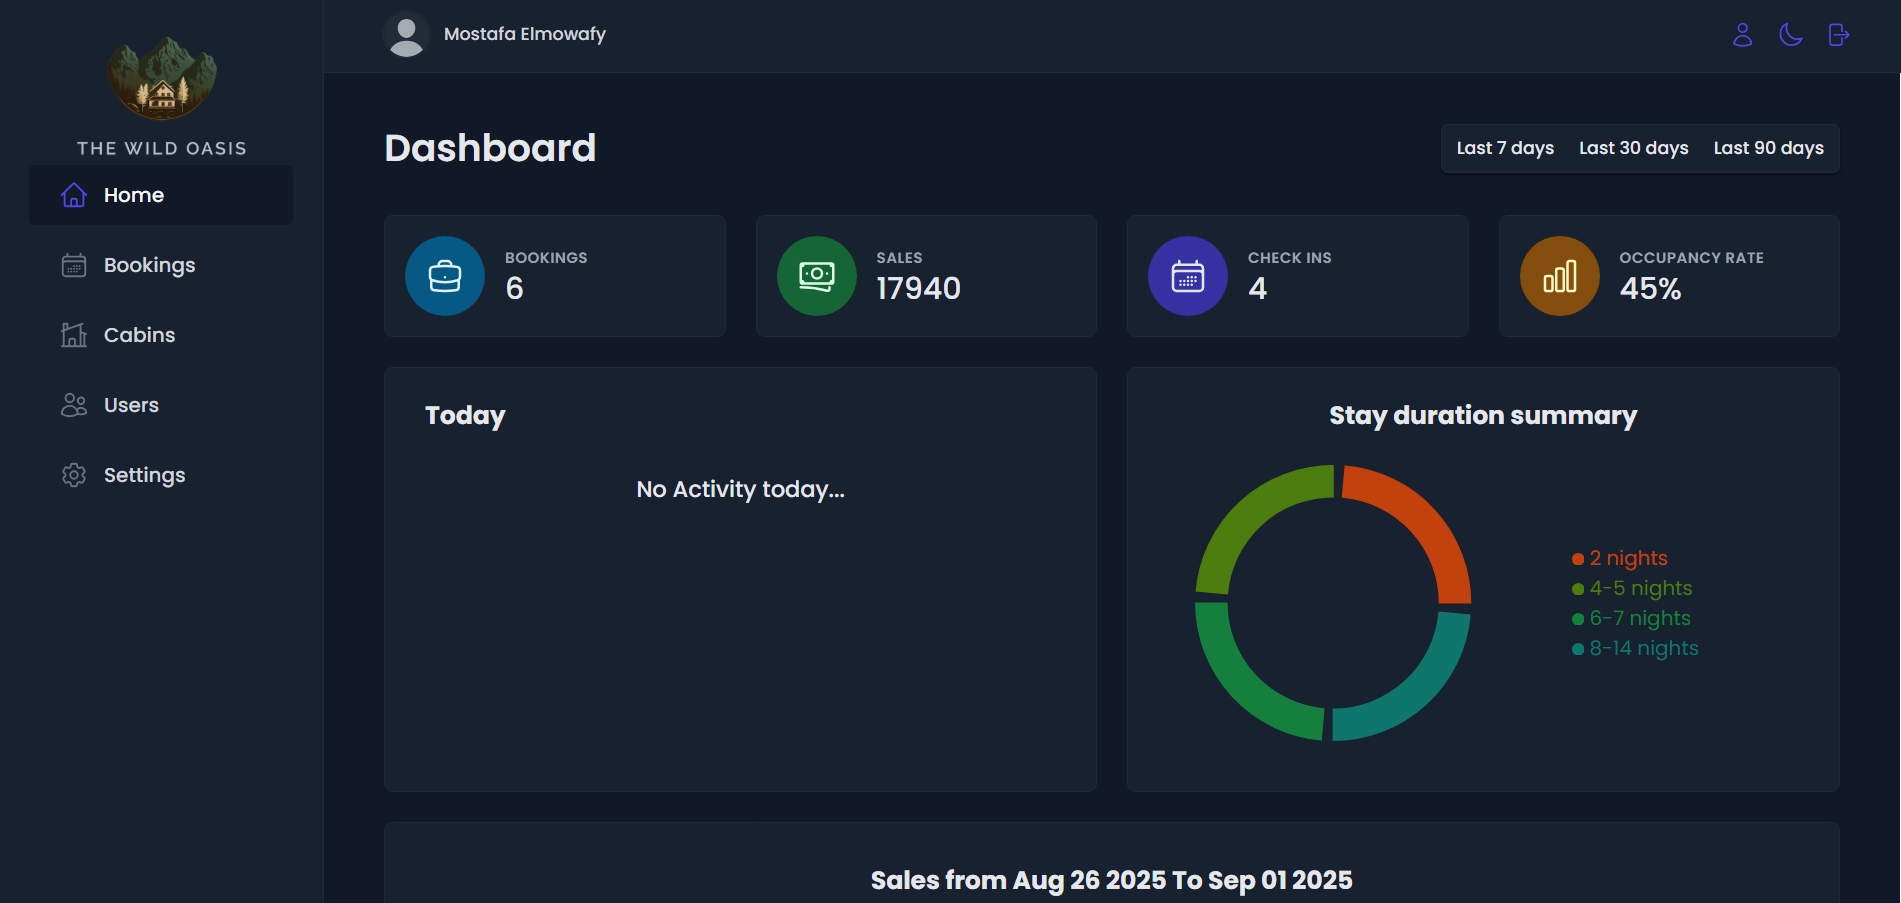 THE WILD OASIS
Home
Bookings
Cabins
Users
Settings
Mostafa Elmowafy
Dashboard
Last 7 days Last 30 days Last 90 days
BOOKINGS
6
SALES
17940
CHECK INS
4
OCCUPANCY RATE
45%
Today
No Activity today...
Stay duration summary
2 nights
4-5 nights
6-7 nights
8-14 nights
Sales from Aug 26 2025 To Sep 01 2025